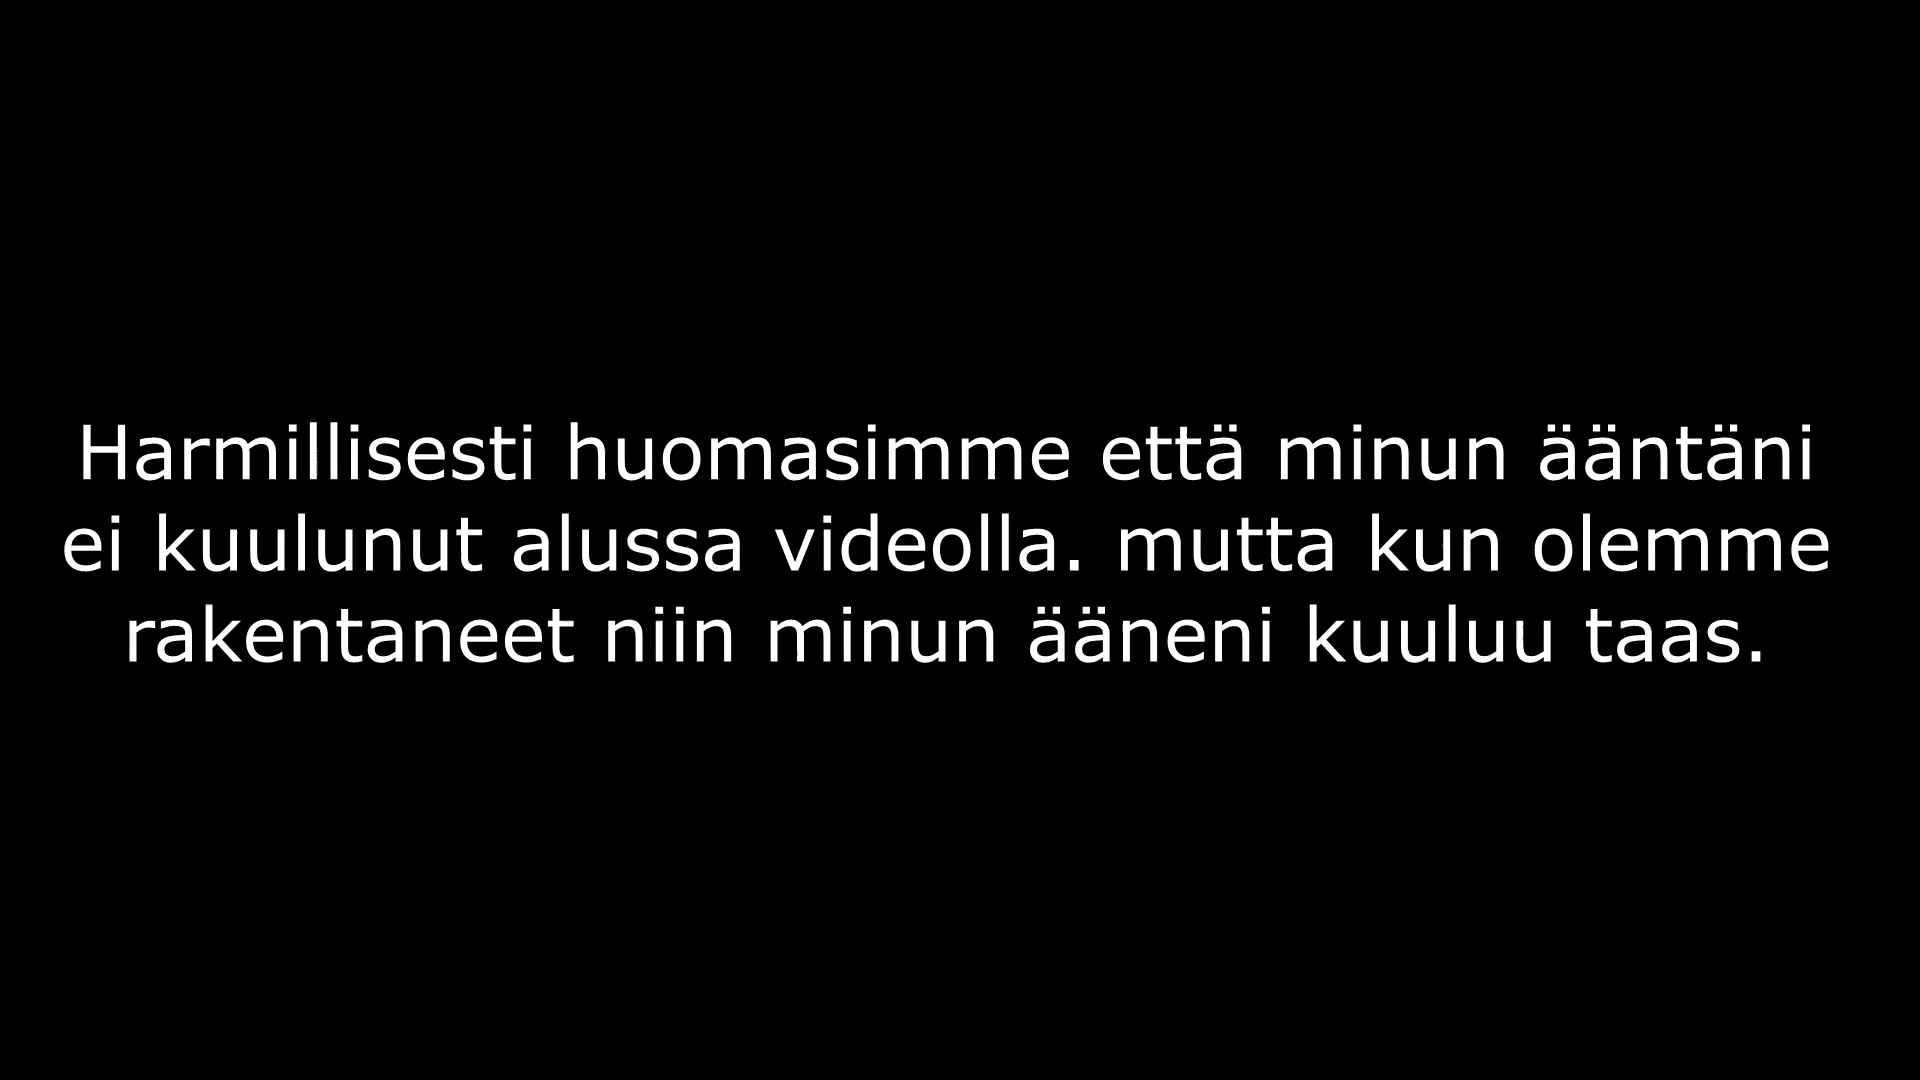 Harmillisesti huomasimme että minun ääntäni
ei kuulunut alussa videolla. mutta kun olemme
rakentaneet niin minun ääneni kuuluu taas.